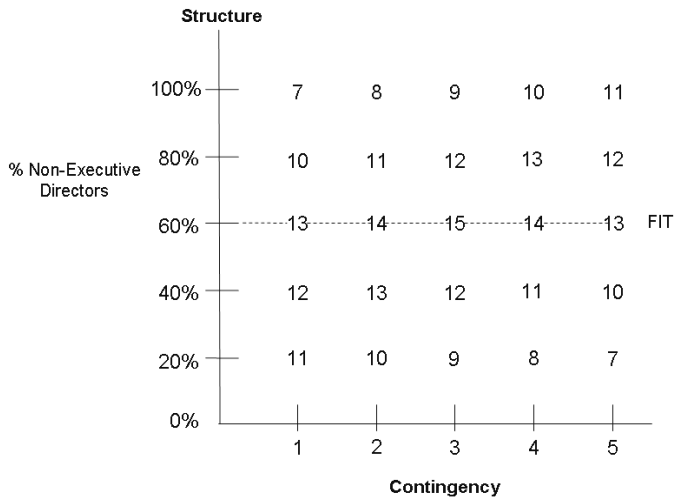 Structure
100% 7 8 9 10 11
80% 10 11 12 13 12
% Non-Executive
Directors
60% 13 14 15 14 13 FIT
40% 12 13 12 11 10
20% 11 10 9 8 7
0%
1 2 3 4 5
Contingency